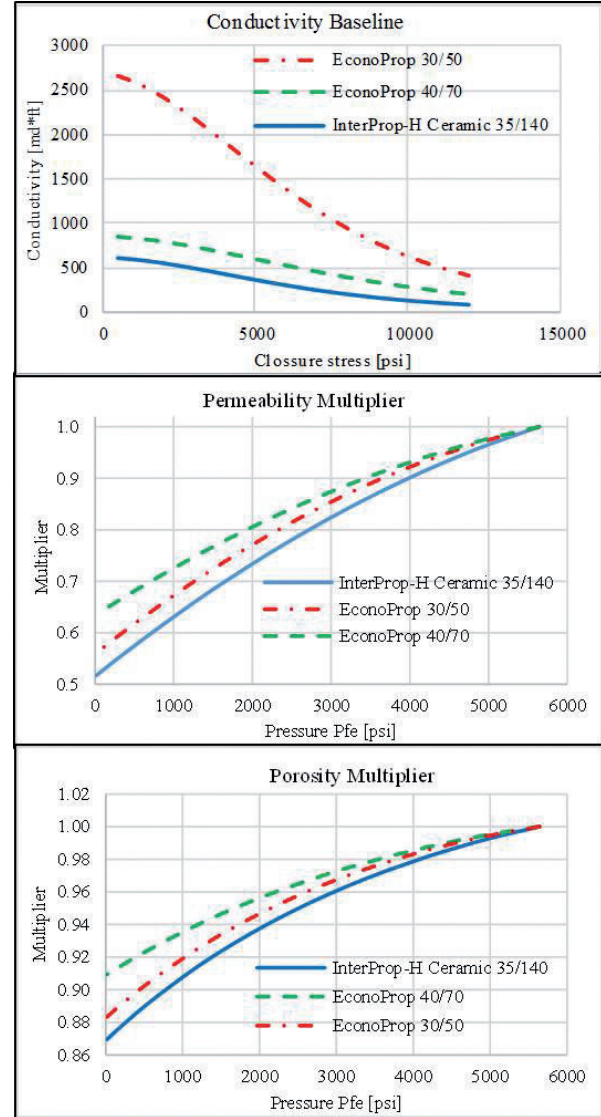 Conductivity Baseline
3000
2500
2000
1500
1000
500
0
Conductivity [md*ft]
EconoProp 30/50
EconoProp 40/70
InterProp-H Ceramic 35/140
0 5000 10000 15000
Clossure stress [psi]
Permeability Multiplier
1.0
0.9
0.8
0.7
0.6
0.5
Multiplier
InterProp-H Ceramic 35/140
EconoProp 30/50
EconoProp 40/70
0 1000 2000 3000 4000 5000 6000
Pressure Pfe [psi]
Porosity Multiplier
1.02
1.00
0.98
0.96
0.94
0.92
0.90
0.88
0.86
Multiplier
InterProp-H Ceramic 35/140
EconoProp 40/70
EconoProp 30/50
0 1000 2000 3000 4000 5000 6000
Pressure Pfe [psi]